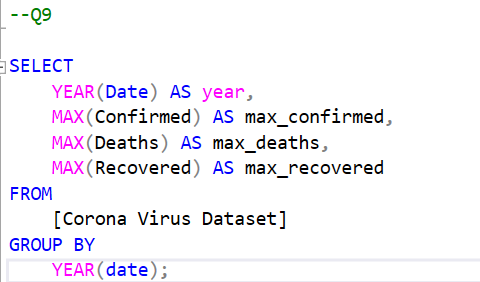 --Q9
SELECT
YEAR(Date) AS year,
MAX(Confirmed) AS max_confirmed,
MAX(Deaths) AS max_deaths,
MAX(Recovered) AS max_recovered
FROM
[Corona Virus Dataset]
GROUP BY
YEAR(date);